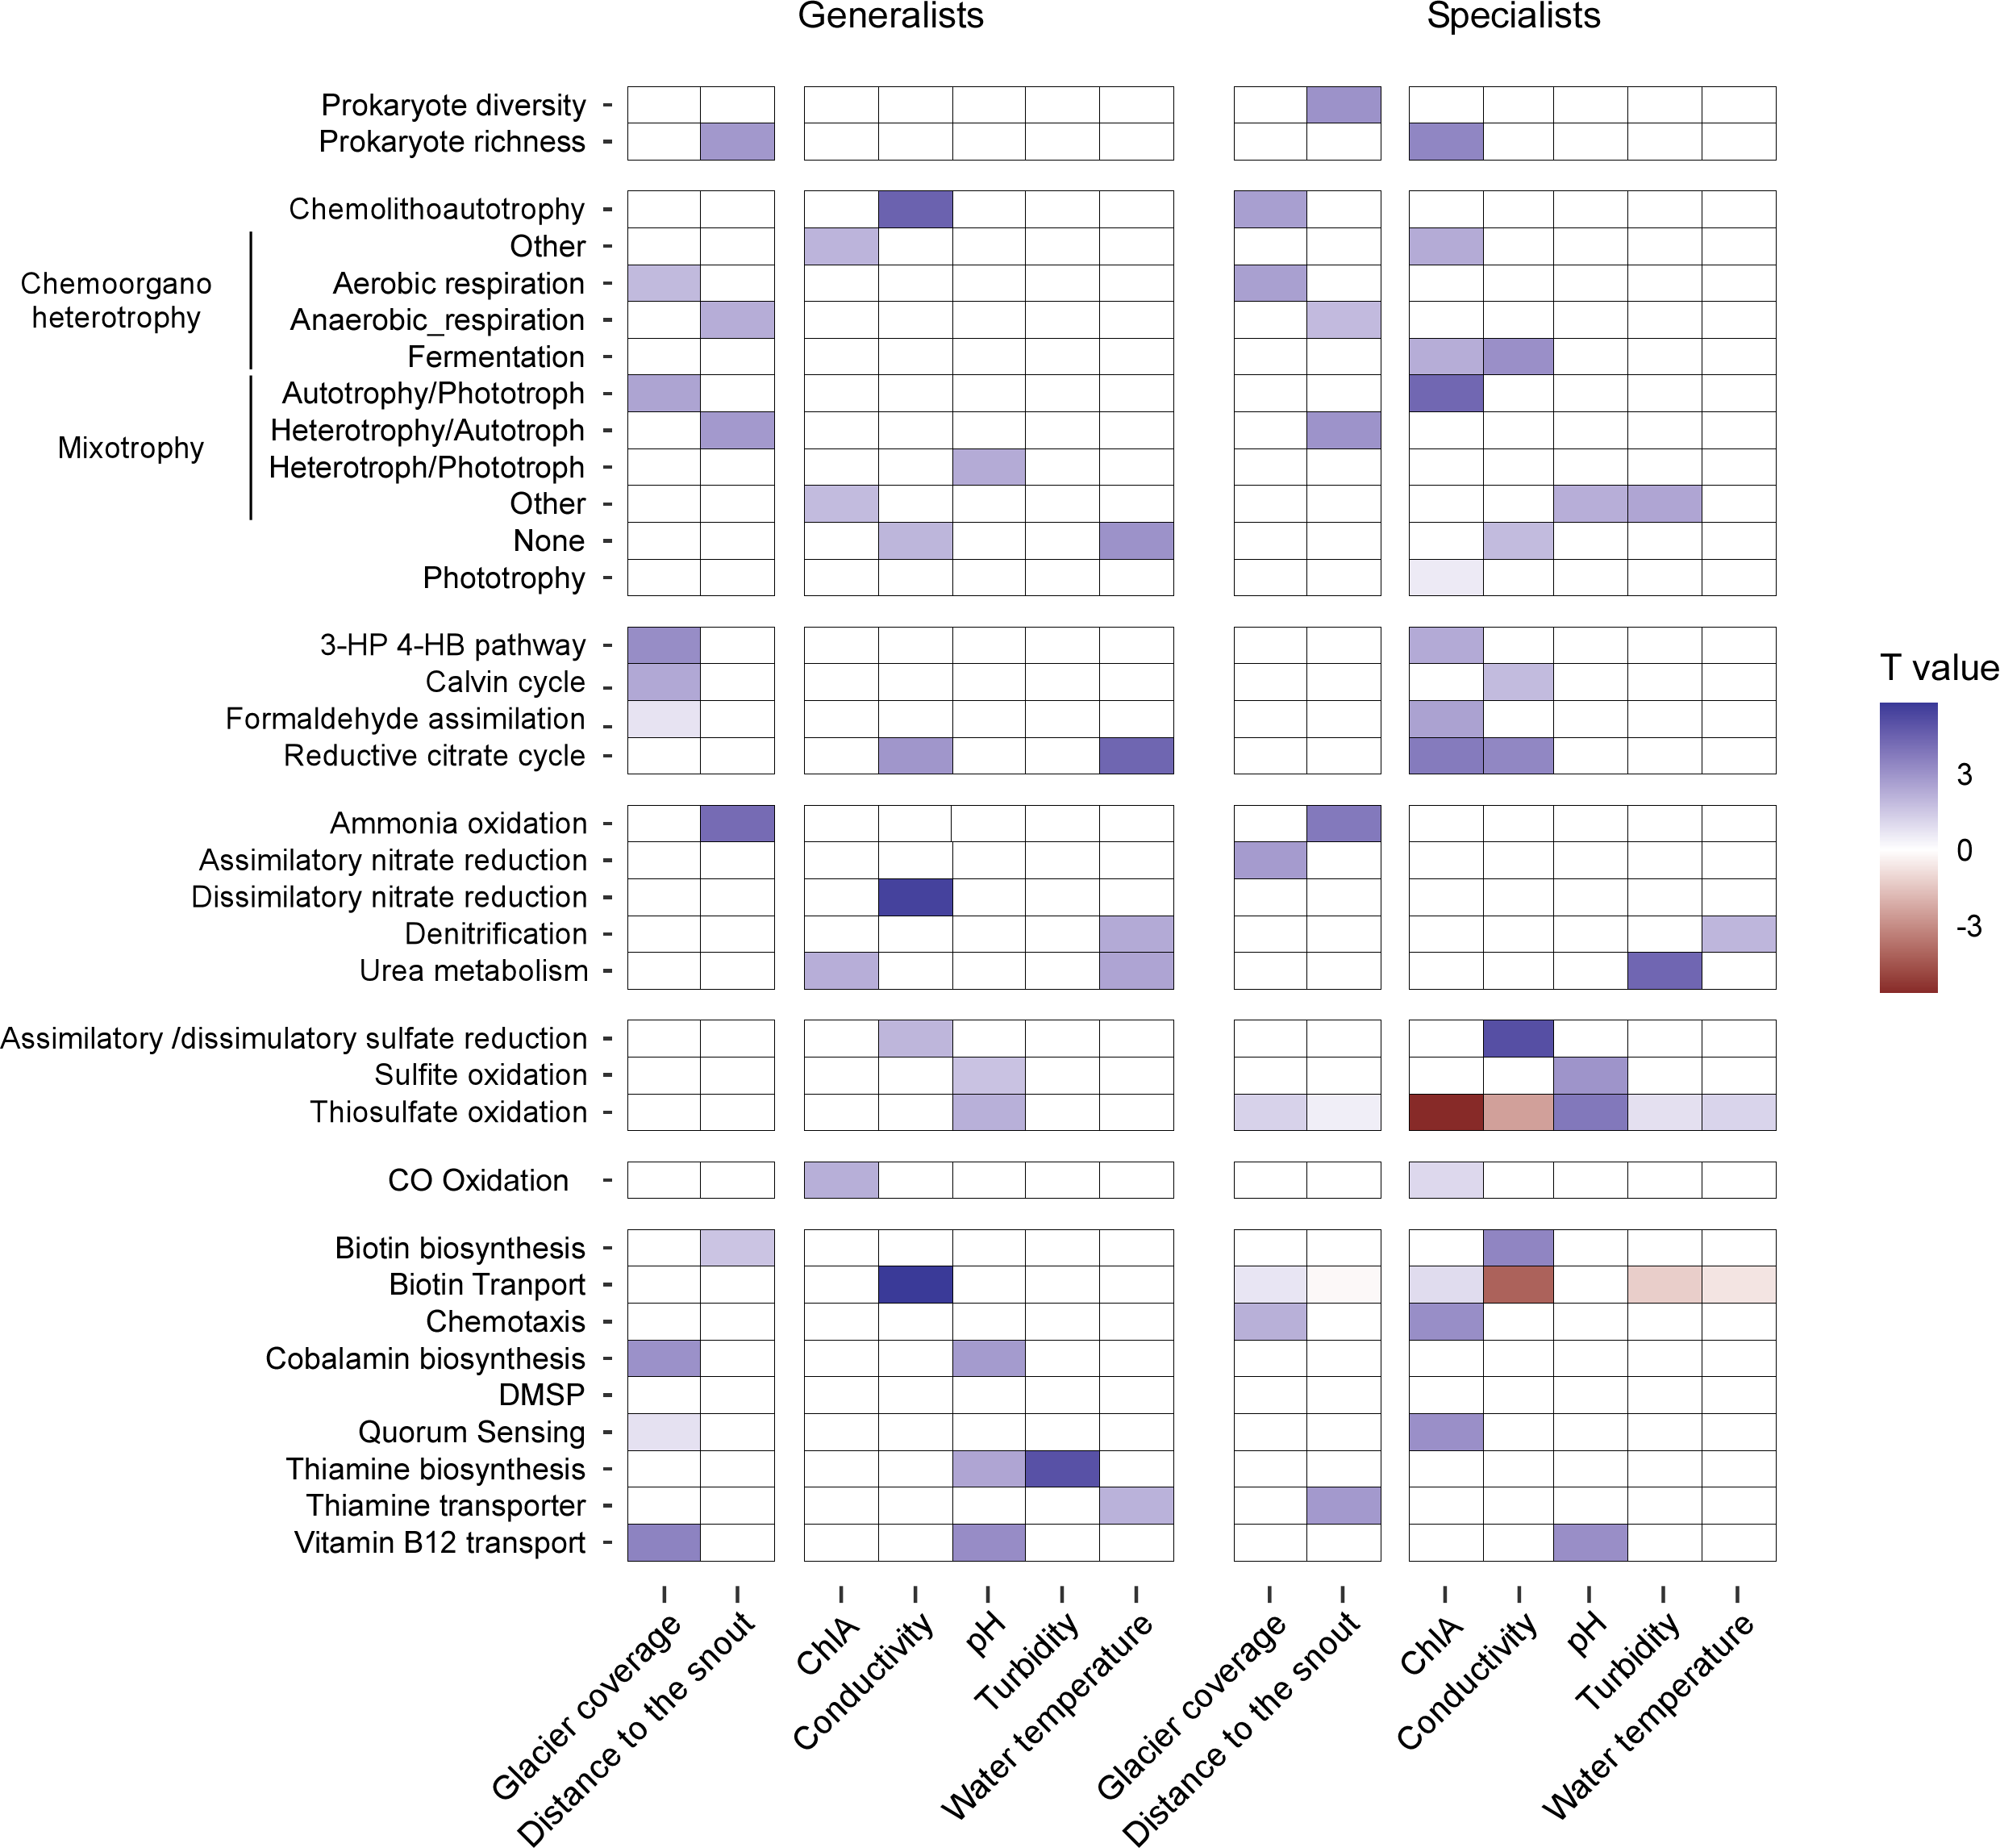 Generalists
Specialists
Prokaryote diversity
Prokaryote richness
Chemolithoautotrophy
Other
Chemoorgano
heterotrophy
Aerobic respiration
Anaerobic_respiration
Fermentation
Autotrophy/Phototroph
Mixotrophy
Heterotrophy/Autotroph
Heterotroph/Phototroph
Other
None
Phototrophy
3-HP 4-HB pathway
Calvin cycle
Formaldehyde assimilation
Reductive citrate cycle
Ammonia oxidation
Assimilatory nitrate reduction
Dissimilatory nitrate reduction
Denitrification
Urea metabolism
Assimilatory /dissimulatory sulfate reduction
Sulfite oxidation
Thiosulfate oxidation
CO Oxidation
Biotin biosynthesis
Biotin Tranport
Chemotaxis
Cobalamin biosynthesis
DMSP
Quorum Sensing
Thiamine biosynthesis
Thiamine transporter
Vitamin B12 transport
Glacier coverage
Distance to the snout
ChlA
Conductivity
pH
Turbidity
Water temperature
Glacier coverage
Distance to the snout
ChlA
Conductivity
pH
Turbidity
Water temperature
T value
3
0
-3